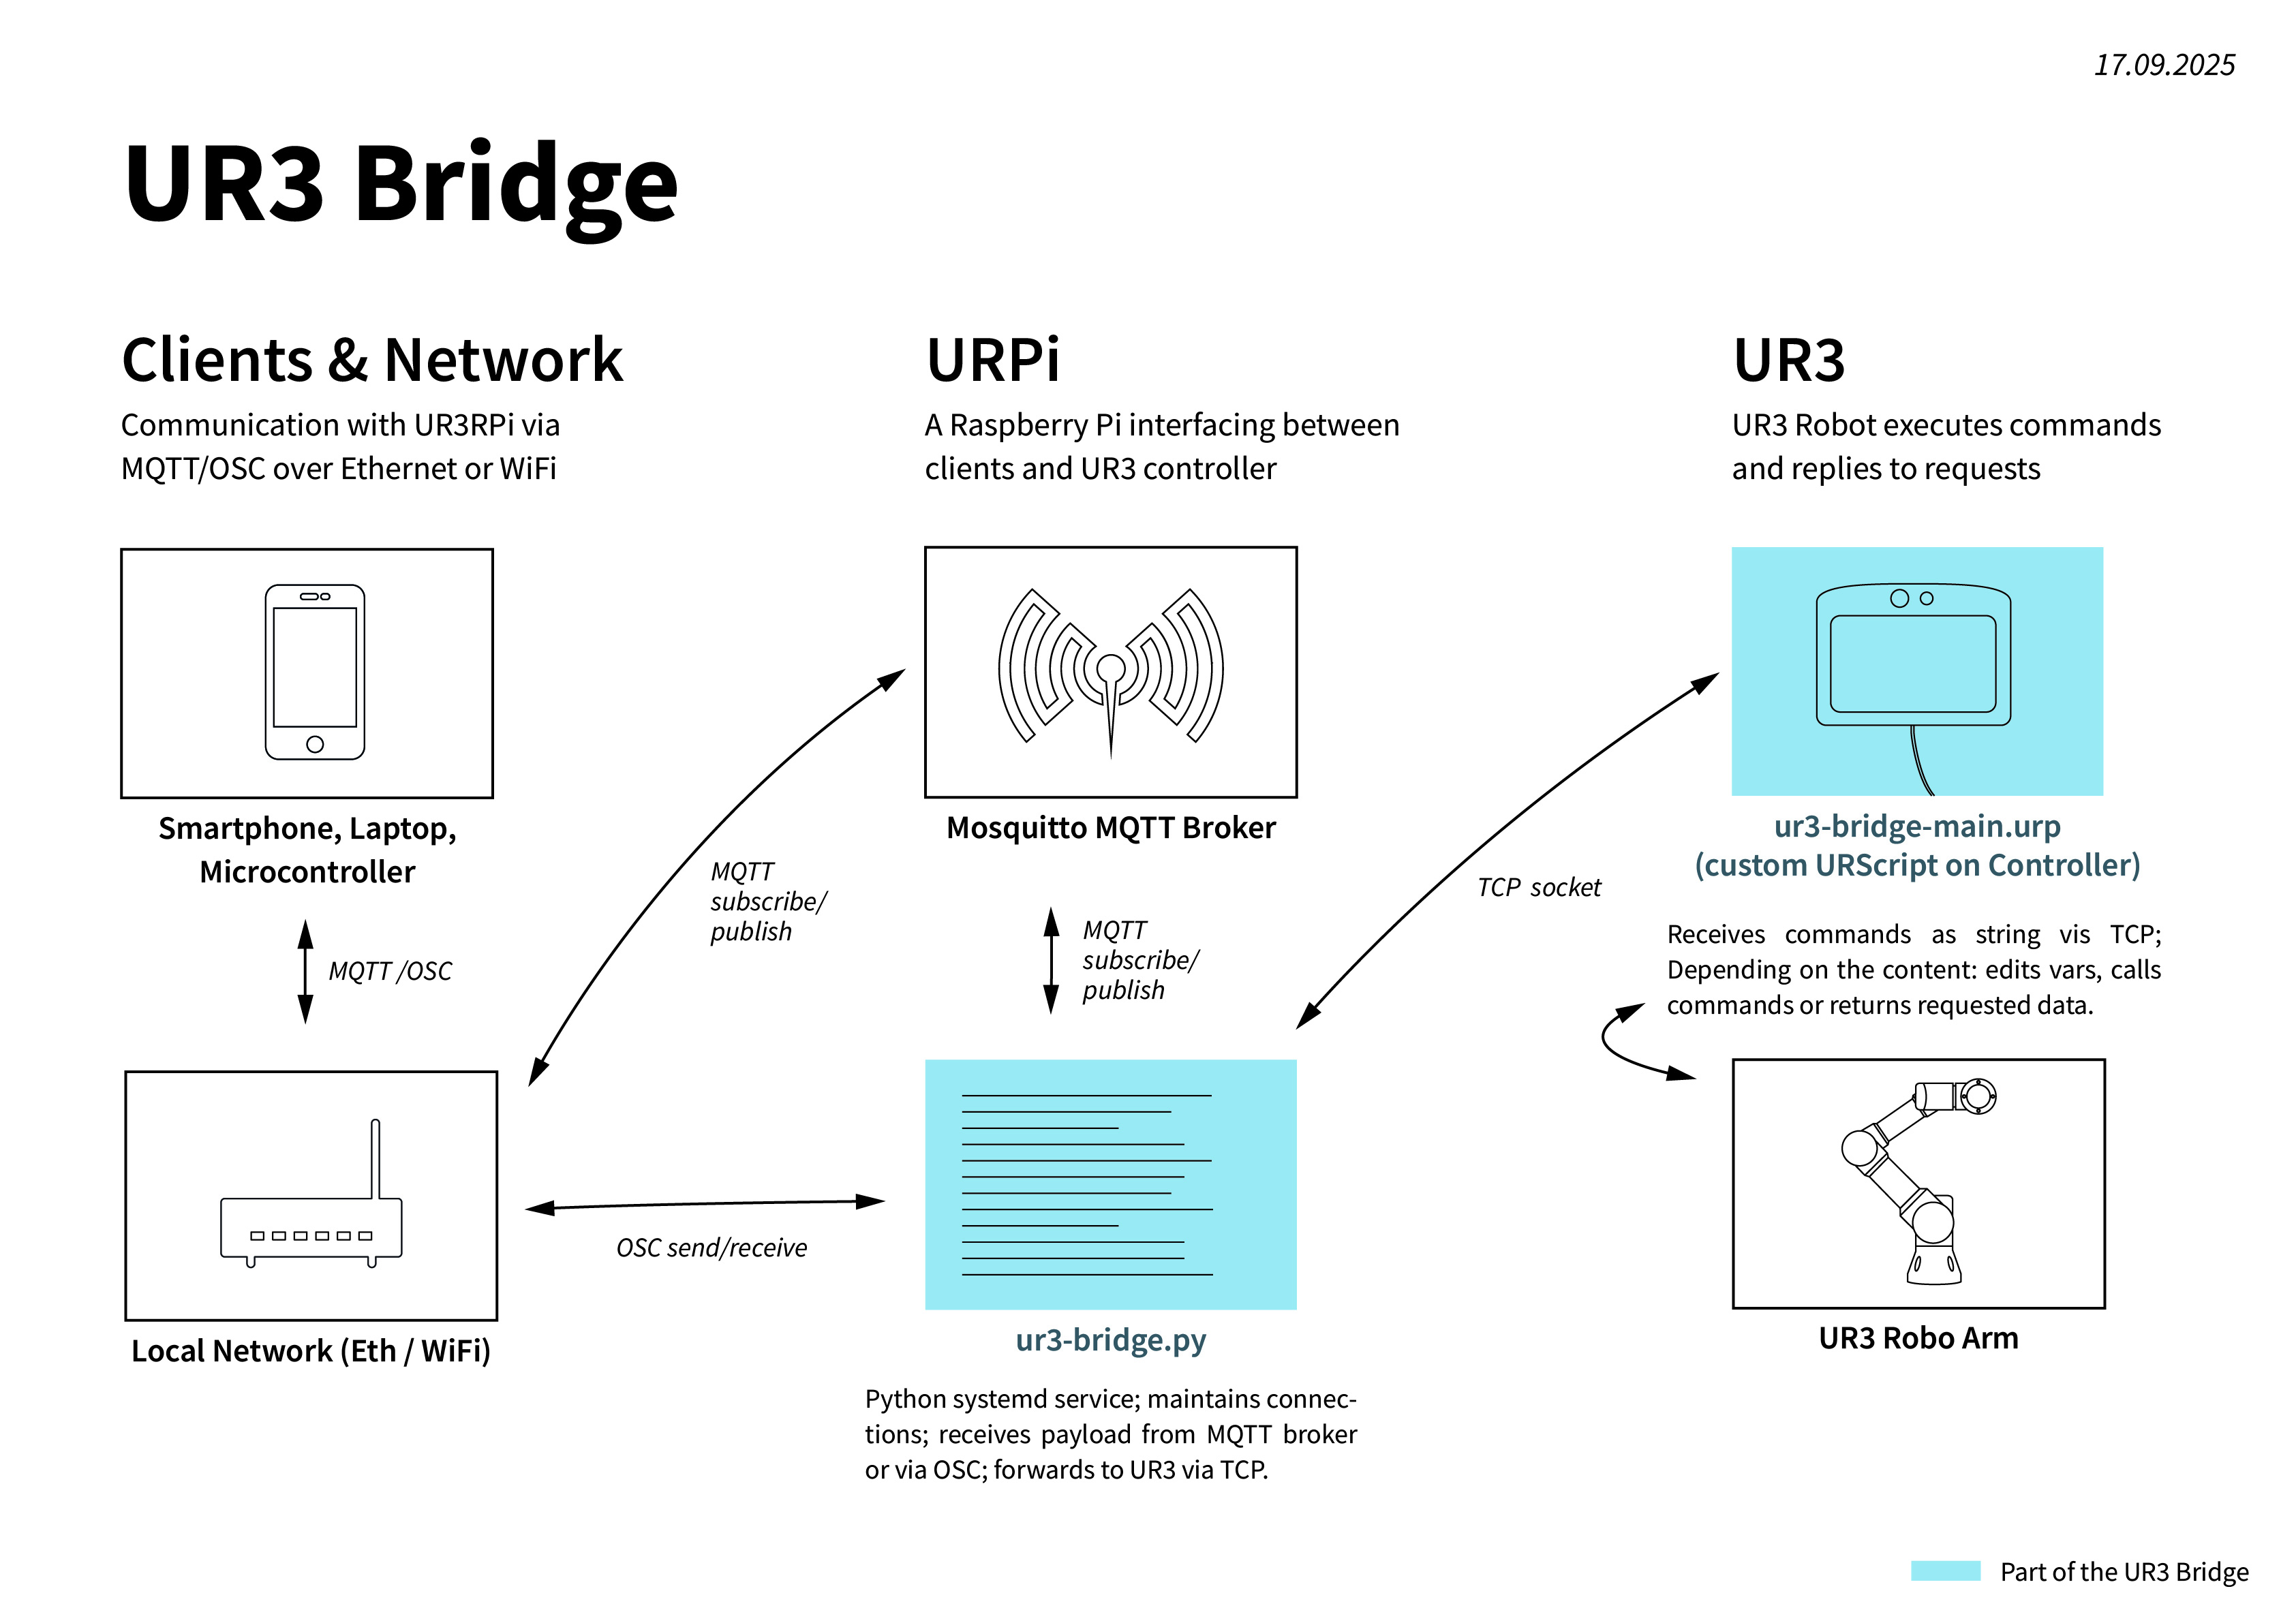 17.09.2025
UR3 Bridge
Clients & Network
Communication with UR3RPi via
MQTT/OSC over Ethernet or WiFi
Smartphone, Laptop,
Microcontroller
MQTT /OSC
Local Network (Eth / WiFi)
MQTT
subscribe/
publish
OSC send/receive
URPi
A Raspberry Pi interfacing between
clients and UR3 controller
Mosquitto MQTT Broker
MQTT
subscribe/
publish
ur3-bridge.py
Python systemd service; maintains connec-
tions; receives payload from MQTT broker
or via OSC; forwards to UR3 via TCP.
TCP socket
UR3
UR3 Robot executes commands
and replies to requests
ur3-bridge-main.urp
(custom URScript on Controller)
Receives commands as string vis TCP;
Depending on the content: edits vars, calls
commands or returns requested data.
UR3 Robo Arm
Part of the UR3 Bridge